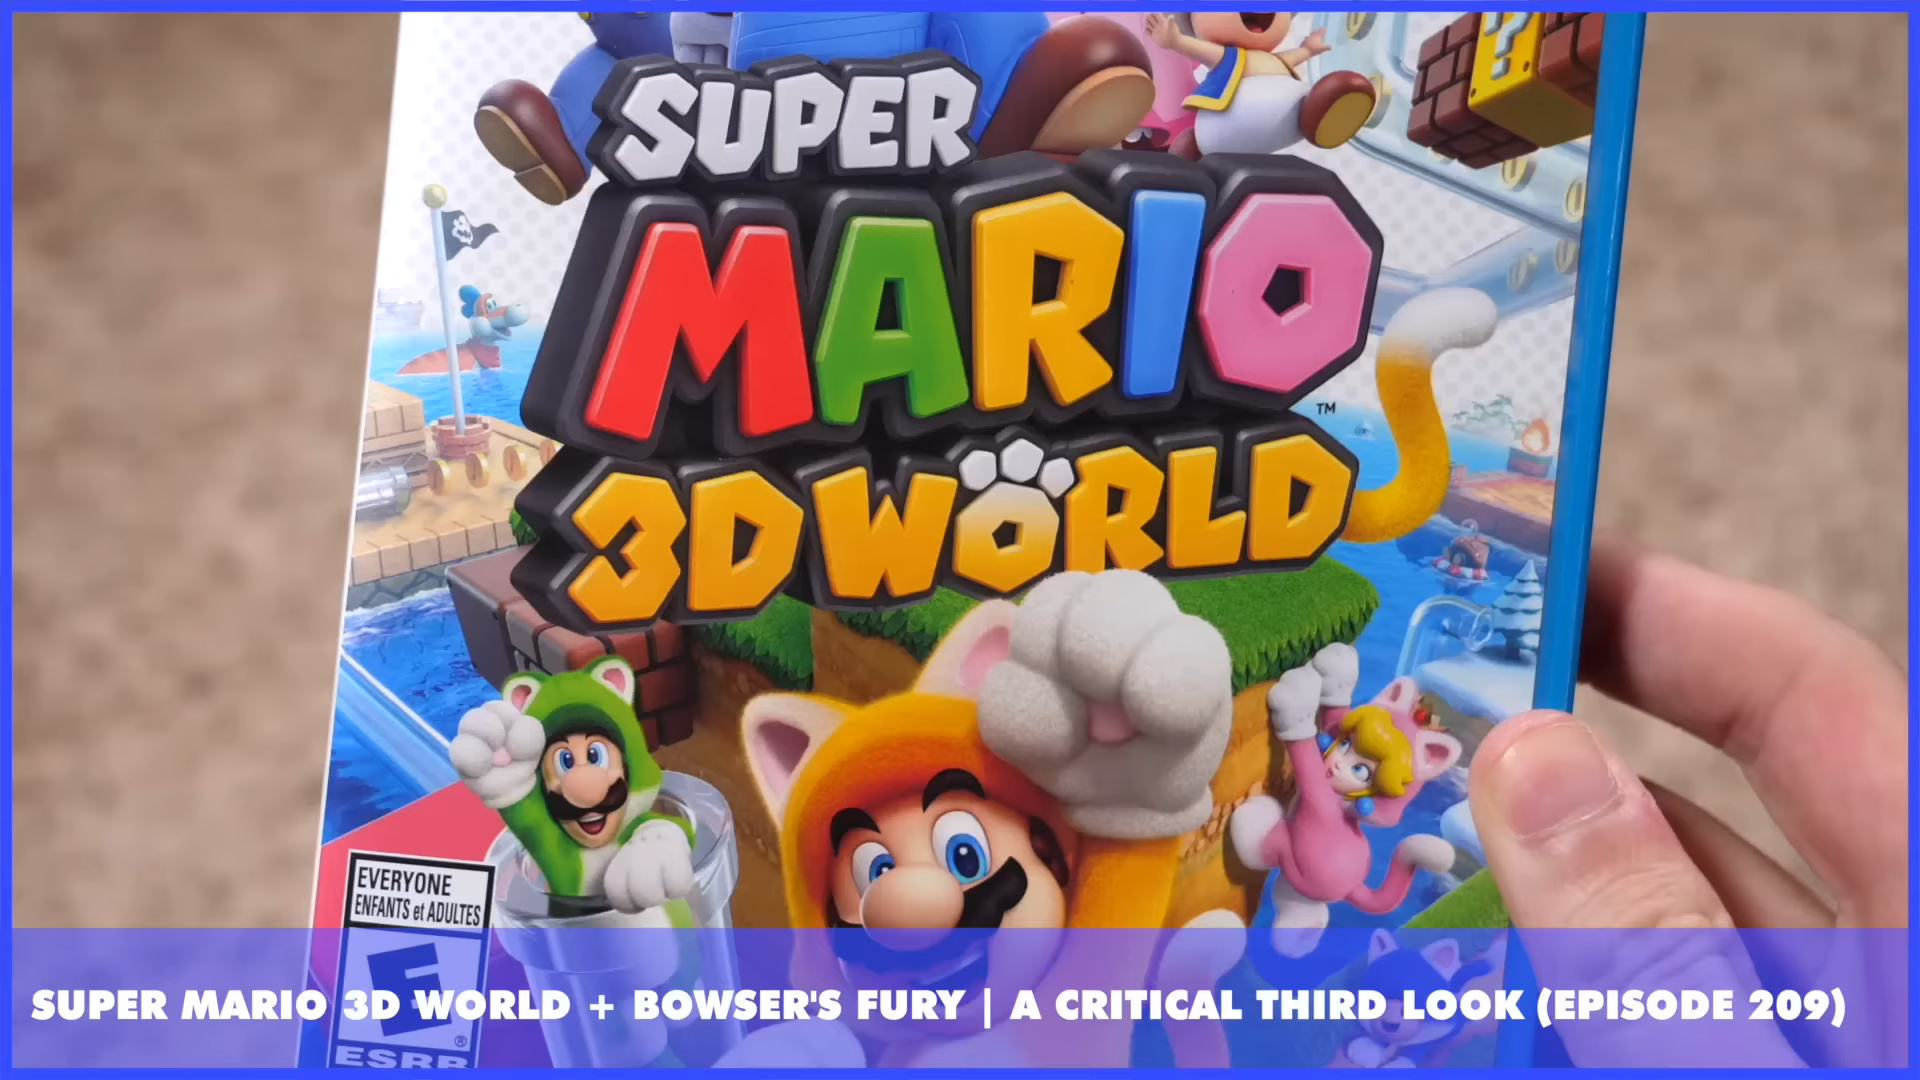 SUPER
MARIO
TM
3D WORLD
EVERYONE
ENFANTS et ADULTES
E
®
ESRB
SUPER MARIO 3D WORLD + BOWSER'S FURY | A CRITICAL THIRD LOOK (EPISODE 209)